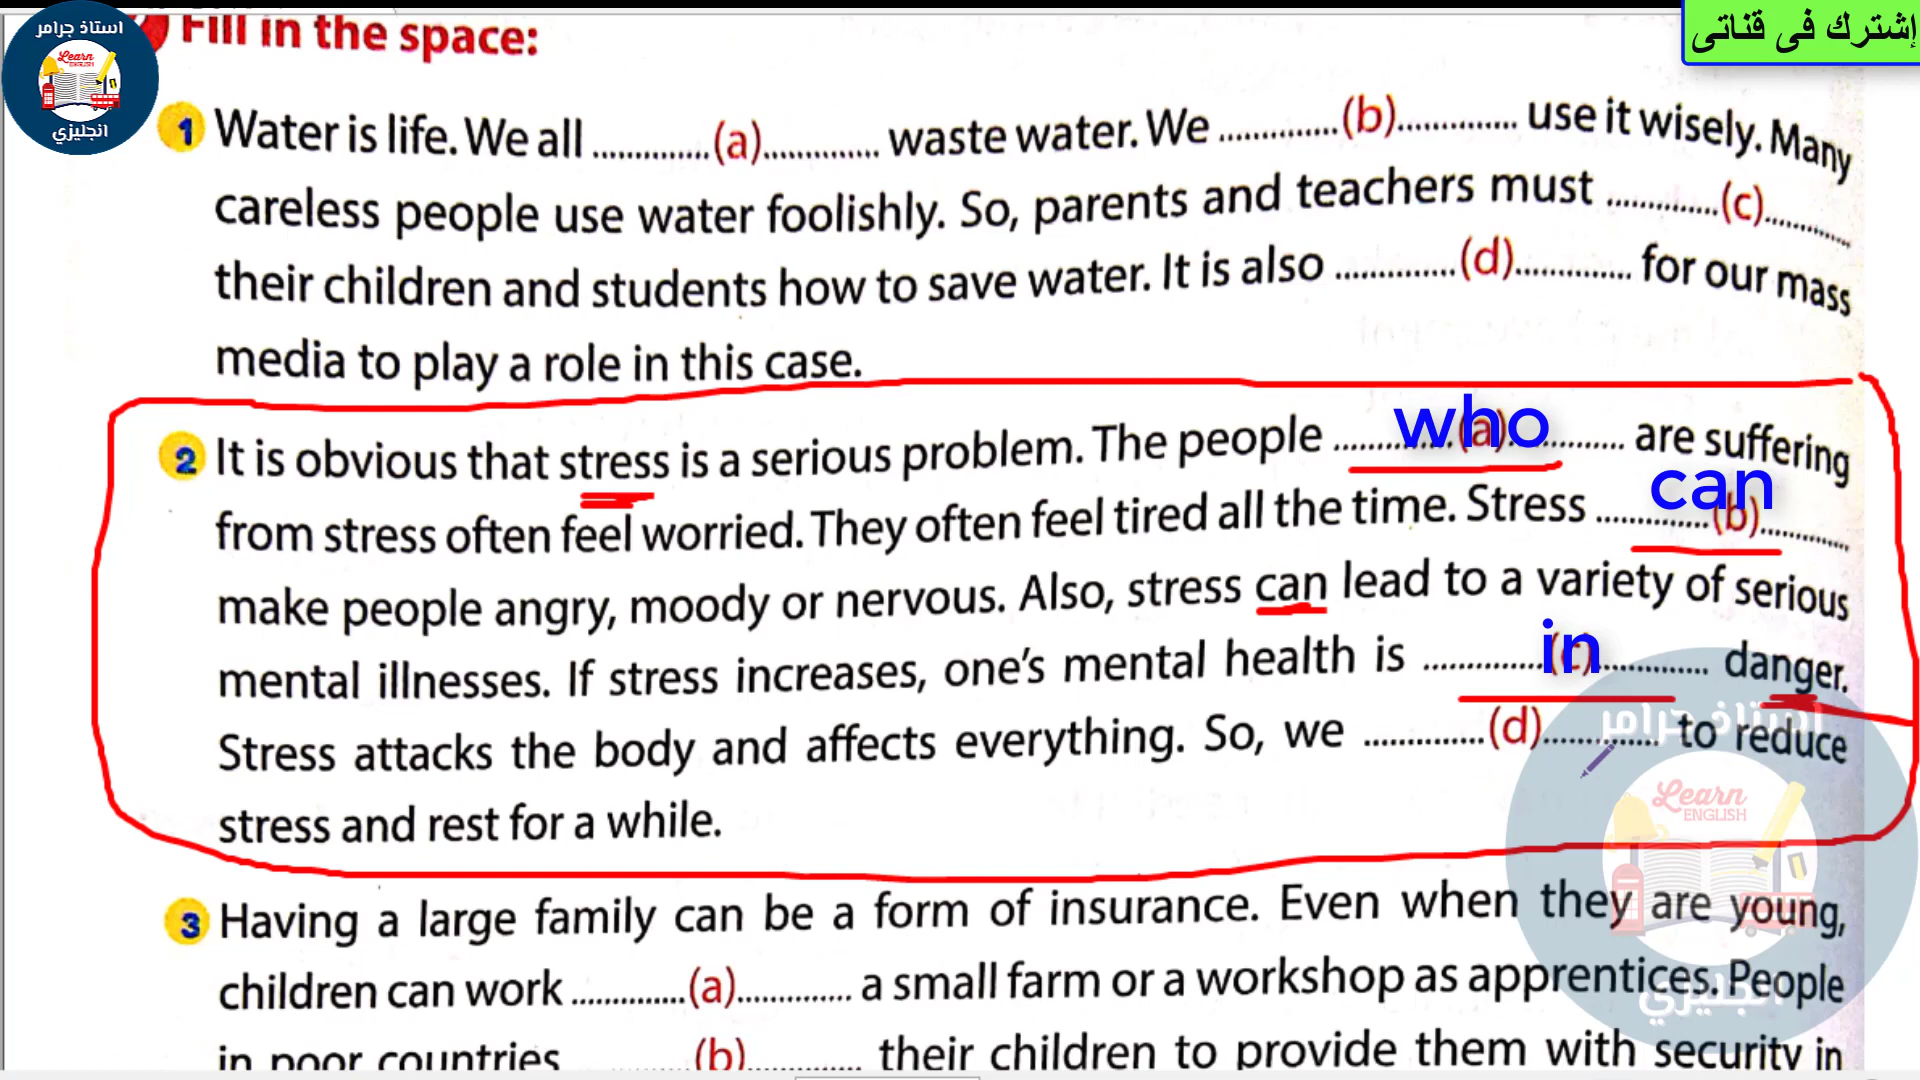 استاذ جرامر
Learn
ENGLISH
انجليزي
إشترك فى قناتى
Fill in the space:
1 Water is life. We all ..............(a).............. waste water. We ..............(b).............. use it wisely. Many
careless people use water foolishly. So, parents and teachers must ..............(c)..............
their children and students how to save water. It is also ..............(d).............. for our mass
media to play a role in this case.
2 It is obvious that stress is a serious problem. The people ..............(a).............. who are suffering
from stress often feel worried. They often feel tired all the time. Stress ..............(b).............. can
make people angry, moody or nervous. Also, stress can lead to a variety of serious
mental illnesses. If stress increases, one's mental health is ..............(c).............. in danger.
Stress attacks the body and affects everything. So, we ..............(d).............. to reduce
stress and rest for a while.
استاذ جرامر
Learn
ENGLISH
انجليزي
3 Having a large family can be a form of insurance. Even when they are young,
children can work ..............(a).............. a small farm or a workshop as apprentices. People
in poor countries ..............(b).............. their children to provide them with security in